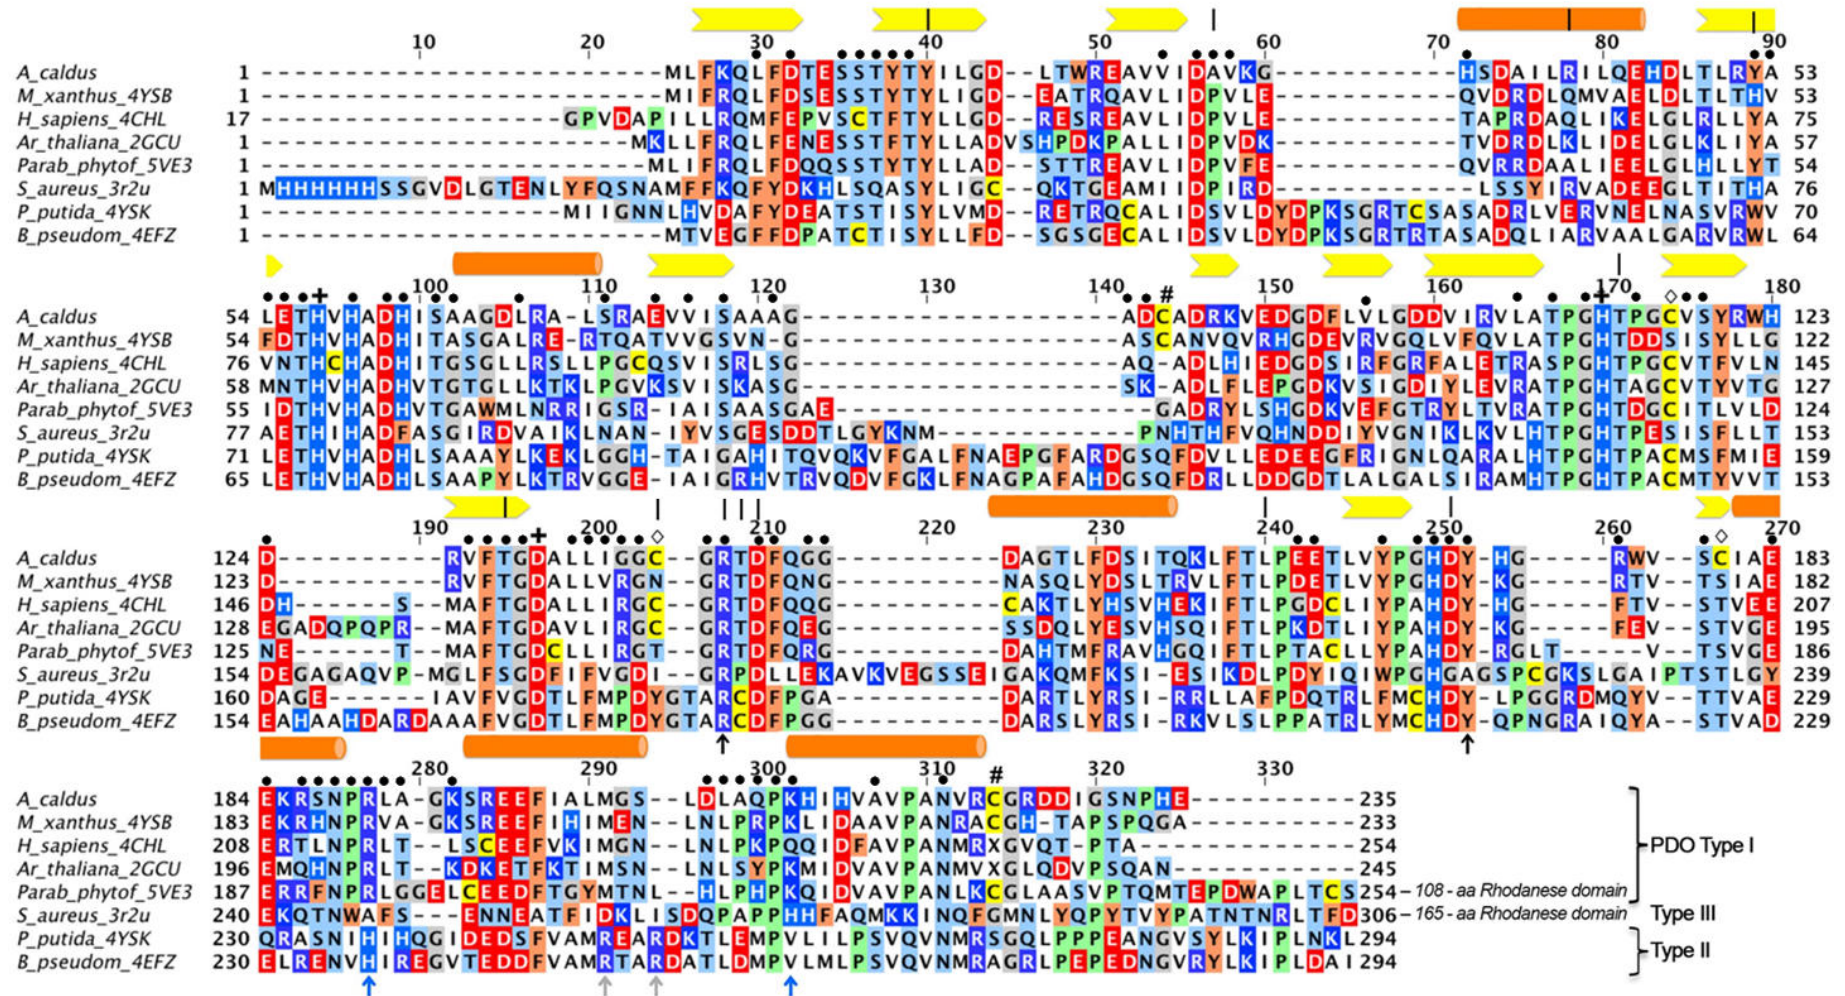 10 20 30 40 50 60 70 80 90
A_caldus 1 ------------------------MLFKQLFDTESSTYTYILGD--LTWREAVVIDAVKG-----------HSDAILRILQEHDLTLRYA 53
M_xanthus_4YSB 1 ------------------------MIFRQLFDSESSTYTYLIGD--EATRQAVLIDPVLE-----------QVDRDLQMVAELDLTLTHV 53
H_sapiens_4CHL 17 ------------------GPVDAPILLRQMFEPVSCTFTYLLGD--RESREAVLIDPVLE-----------TAPRDAQLIKELGLRLLYA 75
Ar_thaliana_2GCU 1 ----------------------MKLLFRQLFENESSTFTYLLADVSHPDKPALLIDPVDK-----------TVDRDLKLIDELGLKLIYA 57
Parab_phytof_5VE3 1 -----------------------MLIFRQLFDQQSSTYTYLLAD--STTREAVLIDPVFE-----------QVRRDAALIEELGLHLLYT 54
S_aureus_3r2u 1 MHHHHHHSSGVDLGTENLYFQSNAMFFKQFYDKHLSQASYLIGC--QKTGEAMIIDPIRD------------LSSYIRVADEEGLTITHA 76
P_putida_4YSK 1 ------------------MIIGNNLHVDAFYDEATSTISYLVMD--RETRQCALIDSVLDYDPKSGRTCSASADRLVERVNELNASVRWV 70
B_pseudom_4EFZ 1 ------------------------MTVEGFFDPATCTISYLLFD--SGSGECALIDSVLDYDPKSGRTRTASADQLIARVAALGARVRWL 64
100 110 120 130 140 150 160 170 180
A_caldus 54 LETHVHADHISAAGDLRA-LSRAEVVISAAAG-------------------ADCADRKVEDGDFLVLGDDVIRVLATPGHTPGCVSYRWH 123
M_xanthus_4YSB 54 FDTHVHADHITASGALRE-RTQATVVGSVN-G-------------------ASCANVQVRHGDEVRVGQLVFQVLATPGHTDDSISYLLG 122
H_sapiens_4CHL 76 VNTHCHADHITGSGLLRSLLPGCQSVISRLSG-------------------AQ-ADLHIEDGDSIRFGRFALETRASPGHTPGCVTFVLN 145
Ar_thaliana_2GCU 58 MNTHVHADHVTGTGLLKTKLPGVKSVISKASG-------------------SK-ADLFLEPGDKVSIGDIYLEVRATPGHTAGCVTYVTG 127
Parab_phytof_5VE3 55 IDTHVHADHVTGAWMLNRRIGSR-IAISAASGAE-------------------GADRYLSHGDKVEFGTRYLTVRATPGHTDGCITLVLD 124
S_aureus_3r2u 77 AETHIHADFASGIRDVAIKLNAN-IYVSGESDDTLGYKNM------------PNHTHFVQHNDDIYVGNIKLKVLHTPGHTPESISFLLT 153
P_putida_4YSK 71 LETHVHADHLSAAAYLKEKLGGH-TAIGAHITQVQKVFGALFNAEPGFARDGSQFDVLLEDEEGFRIGNLQARALHTPGHTPACMSFMIE 159
B_pseudom_4EFZ 65 LETHVHADHLSAAPYLKTRVGGE-IAIGRHVTRVQDVFGKLFNAGPAFAHDGSQFDRLLDDGDTLALGALSIRAMHTPGHTPACMTYVVT 153
190 200 210 220 230 240 250 260 270
A_caldus 124 D----------RVFTGDALLIGGC--GRTDFQGG----------DAGTLFDSITQKLFTLPEETLVYPGHDY-HG-----RWV--SCIAE 183
M_xanthus_4YSB 123 D----------RVFTGDALLVRGN--GRTDFQNG----------NASQLYDSLTRVLFTLPDETLVYPGHDY-KG-----RTV--TSIAE 182
H_sapiens_4CHL 146 DH------S--MAFTGDALLIRGC--GRTDFQQG----------CAKTLYHSVHEKIFTLPGDCLIYPAHDY-HG-----FTV--STVEE 207
Ar_thaliana_2GCU 128 EGADQPQPR--MAFTGDAVLIRGC--GRTDFQEG----------SSDQLYESVHSQIFTLPKDTLIYPAHDY-KG-----FEV--STVGE 195
Parab_phytof_5VE3 125 NE------T--MAFTGDCLLIRGT--GRTDFQRG----------DAHTMFRAVHGQIFTLPTACLLYPAHDY-RGLT-----V--TSVGE 186
S_aureus_3r2u 154 DEGAGAQVP-MGLFSGDFIFVGDI--GRPDLLEKAVKVEGSSEIGAKQMFKSI-ESIKDLPDYIQIWPGHGAGSPCGKSLGAIPTSTLGY 239
P_putida_4YSK 160 DAGE------IAVFVGDTLFMPDYGTARCDFPGA----------DARTLYRSI-RRLLAFPDQTRLFMCHDY-LPGGRDMQYV--TTVAE 229
B_pseudom_4EFZ 154 EAHAAHDARDAAAFVGDTLFMPDYGTARCDFPGG----------DARSLYRSI-RKVLSLPPATRLYMCHDY-QPNGRAIQYA--STVAD 229
280 290 300 310 320 330
A_caldus 184 EKRSNPRLA-GKSREEFIALMGS--LDLAQPKHIHVAVPANVRCGRDDIGSNPHE----------235
M_xanthus_4YSB 183 EKRHNPRVA-GKSREEFIHIMEN--LNLPRPKLIDAAVPANRACGH-TAPSPQGA----------233
H_sapiens_4CHL 208 ERTLNPRLT--LSCEEFVKIMGN--LNLPKPQQIDFAVPANMRXGVQT-PTA-------------254
Ar_thaliana_2GCU 196 EMQHNPRLT--KDKETFKTIMSN--LNLSYPKMIDVAVPANMVXGLQDVPSQAN-----------245
Parab_phytof_5VE3 187 ERRFNPRLGGELCEEDFTGYMTNL--HLPHPKQIDVAVPANLKCGLAASVPTQMTEPDWAPLTCS254 – 108 - aa Rhodanese domain
S_aureus_3r2u 240 EKQTNWAFS---ENNEATFIDKLISDQPAPPHHFAQMKKINQFGMNLYQPYTVYPATNTNRLTFD306 – 165 - aa Rhodanese domain
P_putida_4YSK 230 QRASNIHIHQGIDEDSFVAMREARDKTLEMPVLILPSVQVNMRSGQLPPPEANGVSYLKIPLNKL294
B_pseudom_4EFZ 230 ELRENVHIREGVTEDDFVAMRTARDATLDMPVLMLPSVQVNMRAGRLPEPEDNGVRYLKIPLDAI294
PDO Type I
Type III
Type II